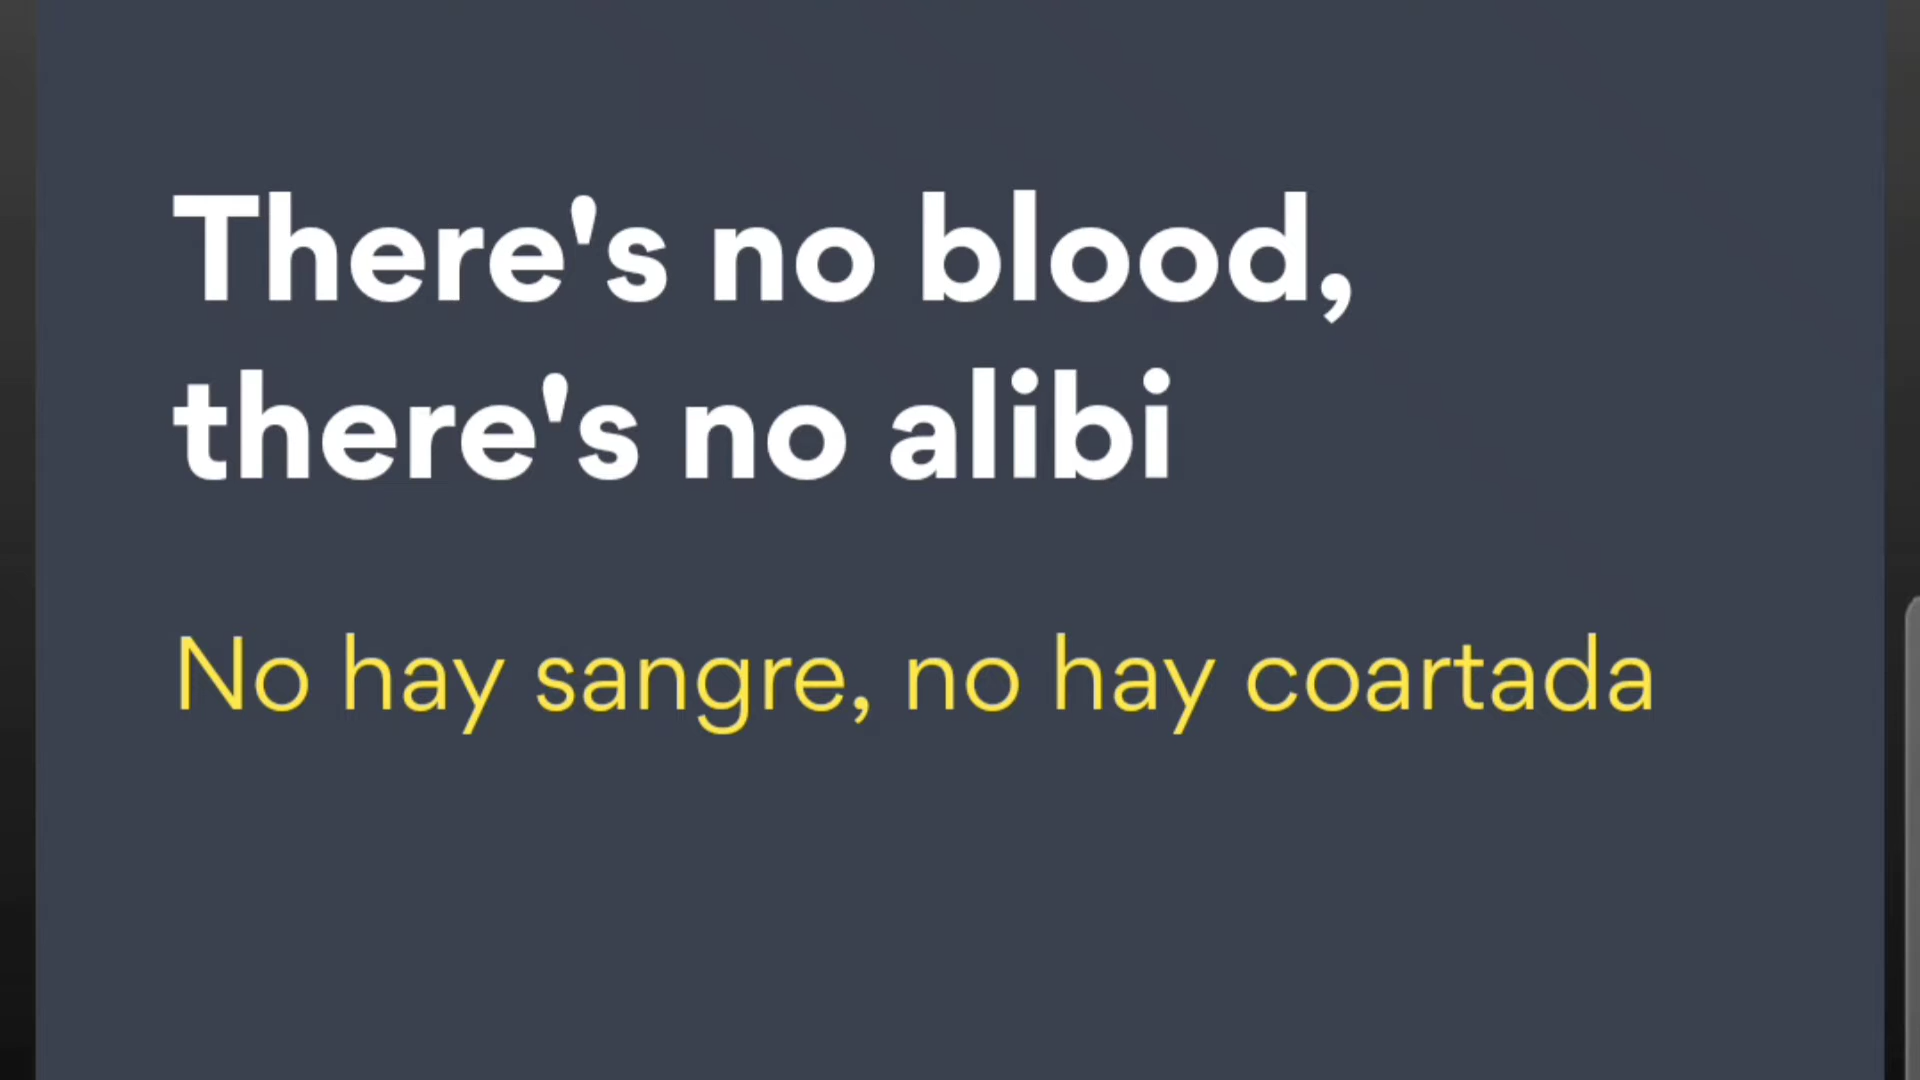 There's no blood,
there's no alibi
No hay sangre, no hay coartada